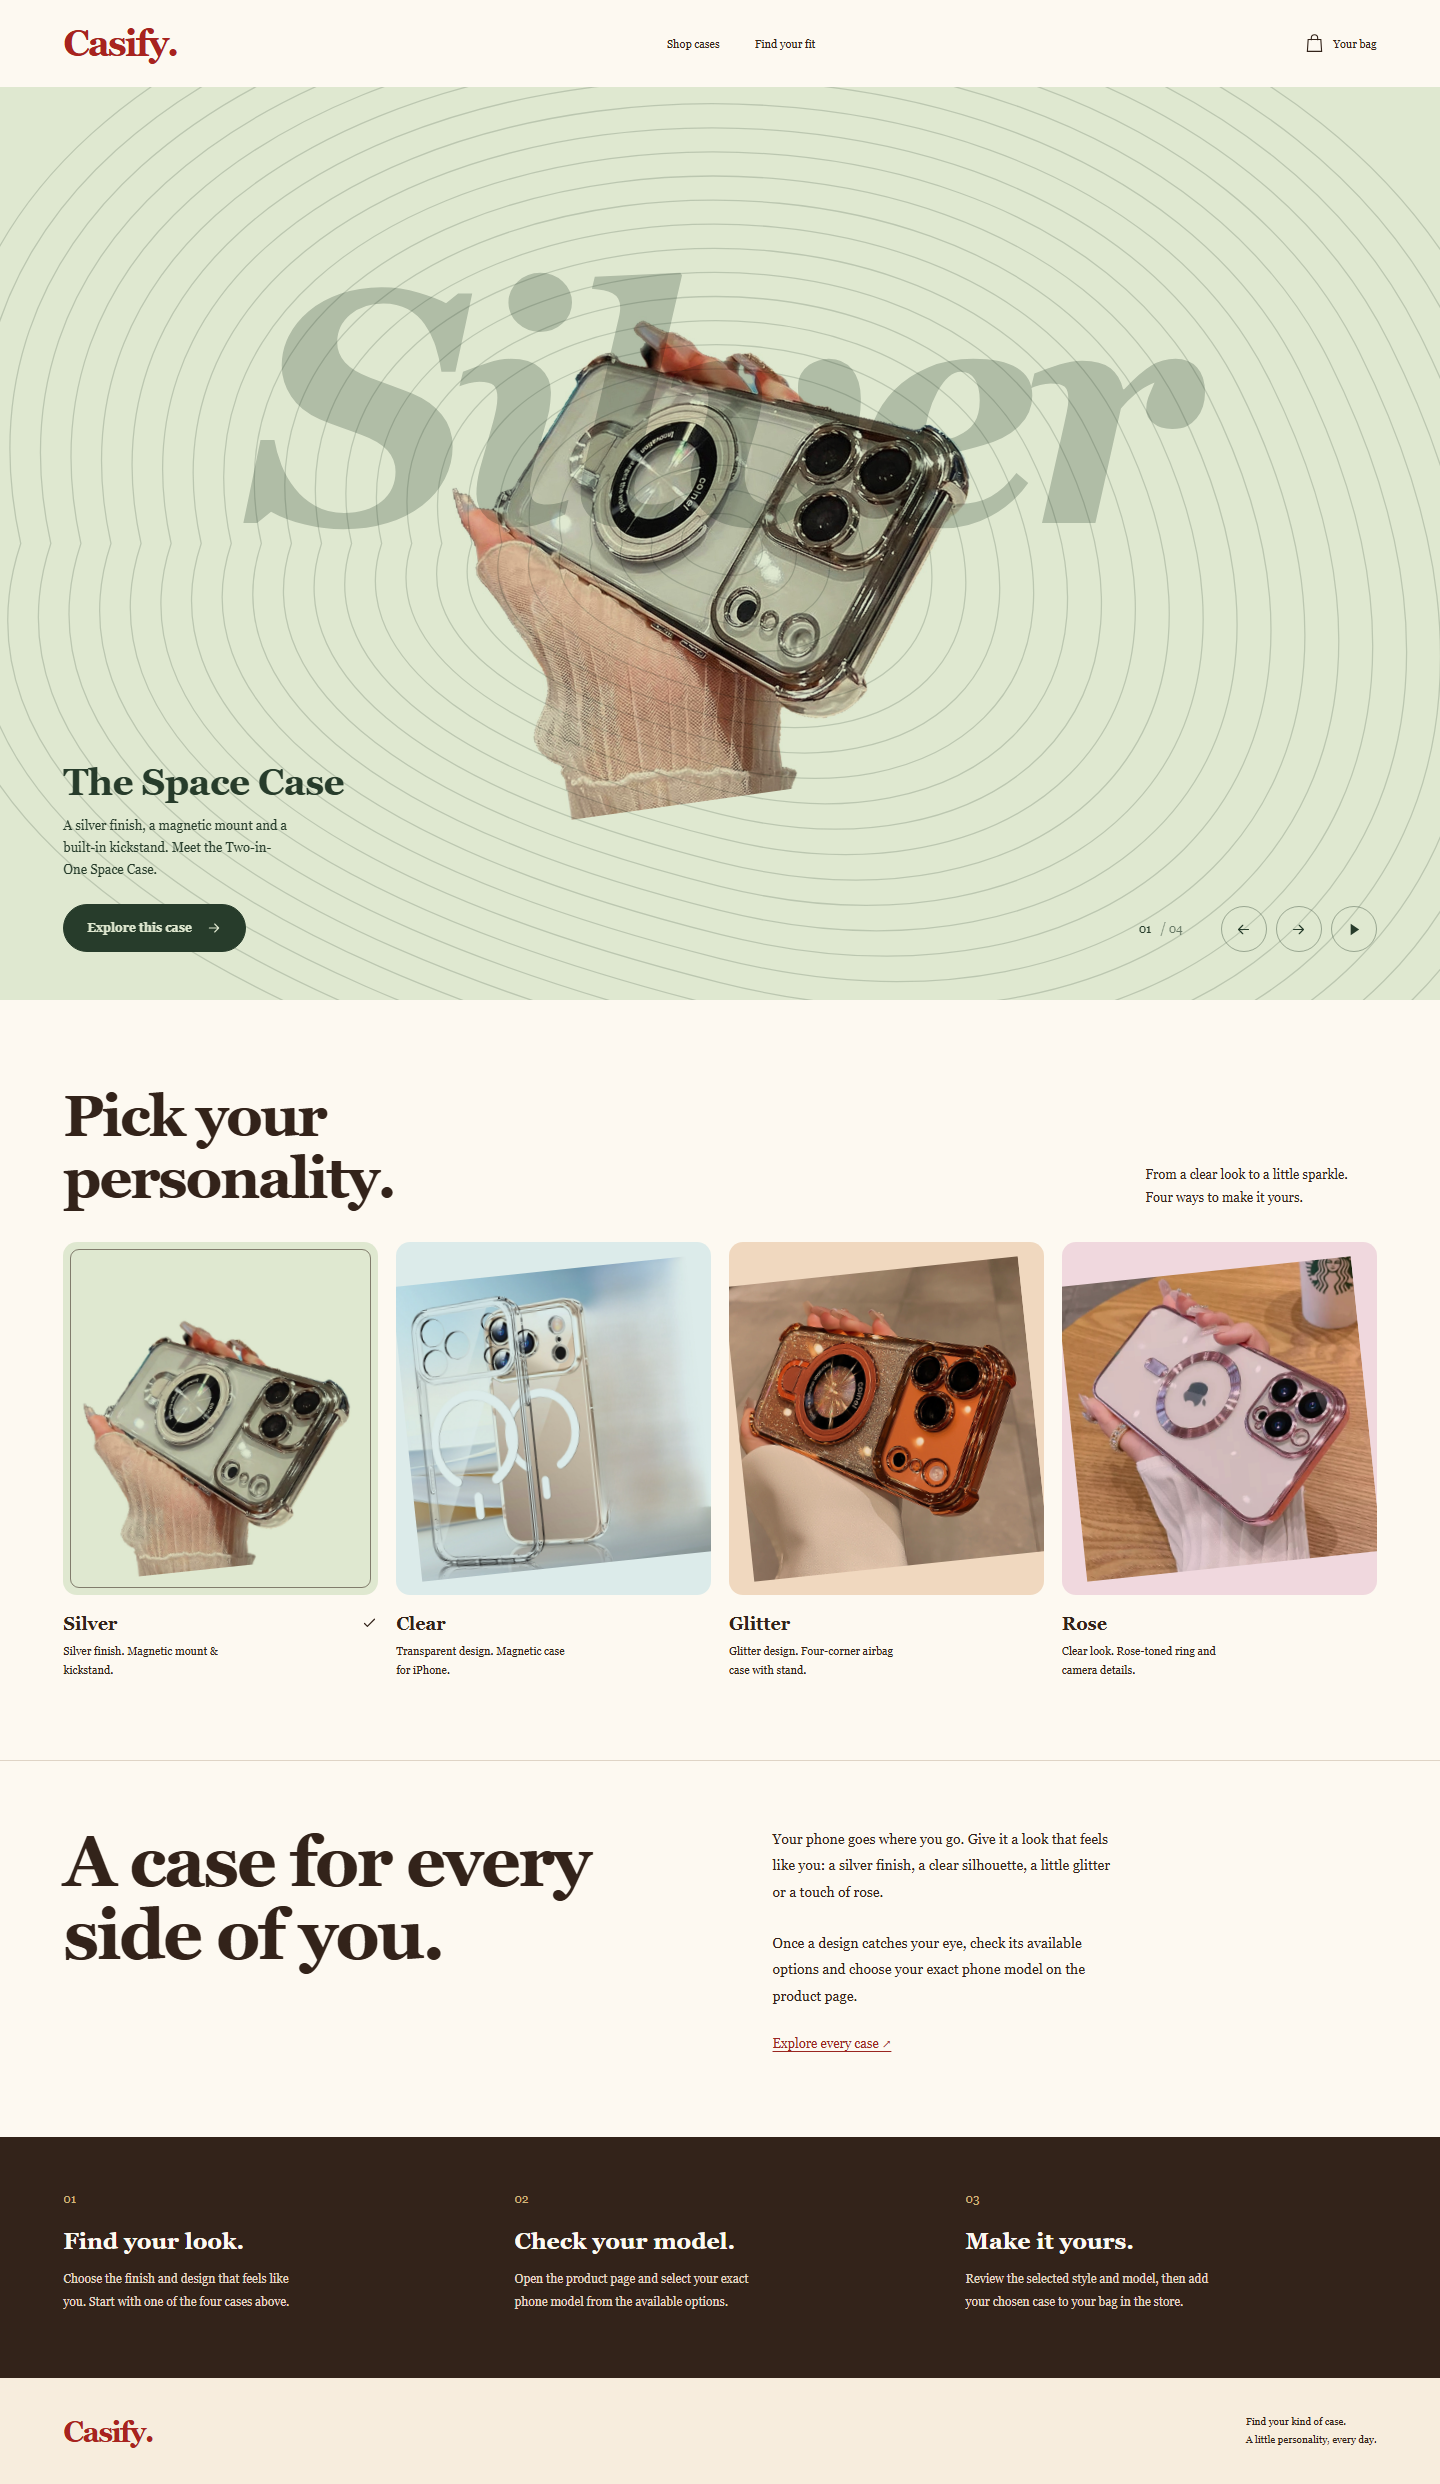 Casify.
Shop cases
Find your fit
Your bag
Silver
coinel
Innovation
The Space Case
A silver finish, a magnetic mount and a
built-in kickstand. Meet the Two-in-
One Space Case.
Explore this case →
01 / 04
Pick your
personality.
From a clear look to a little sparkle.
Four ways to make it yours.
Silver
Silver finish. Magnetic mount &
kickstand.
Clear
Transparent design. Magnetic case
for iPhone.
coinel
Glitter
Glitter design. Four-corner airbag
case with stand.
Rose
Clear look. Rose-toned ring and
camera details.
A case for every
side of you.
Your phone goes where you go. Give it a look that feels
like you: a silver finish, a clear silhouette, a little glitter
or a touch of rose.
Once a design catches your eye, check its available
options and choose your exact phone model on the
product page.
Explore every case ↗
01
Find your look.
Choose the finish and design that feels like
you. Start with one of the four cases above.
02
Check your model.
Open the product page and select your exact
phone model from the available options.
03
Make it yours.
Review the selected style and model, then add
your chosen case to your bag in the store.
Casify.
Find your kind of case.
A little personality, every day.